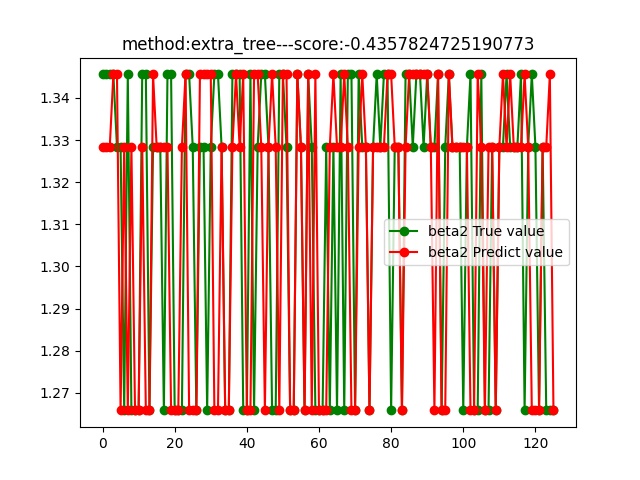 method:extra_tree---score:-0.4357824725190773
1.34
1.33
1.32
1.31
1.30
1.29
1.28
1.27
beta2 True value
beta2 Predict value
0 20 40 60 80 100 120